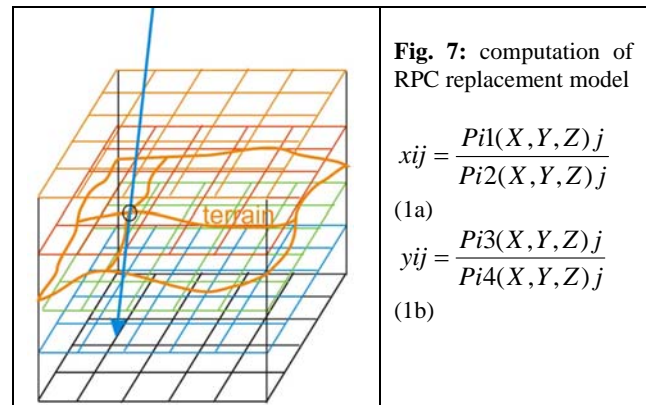 terrain
Fig. 7: computation of
RPC replacement model
xij = Pi1(X,Y,Z)j / Pi2(X,Y,Z)j
(1a)
yij = Pi3(X,Y,Z)j / Pi4(X,Y,Z)j
(1b)